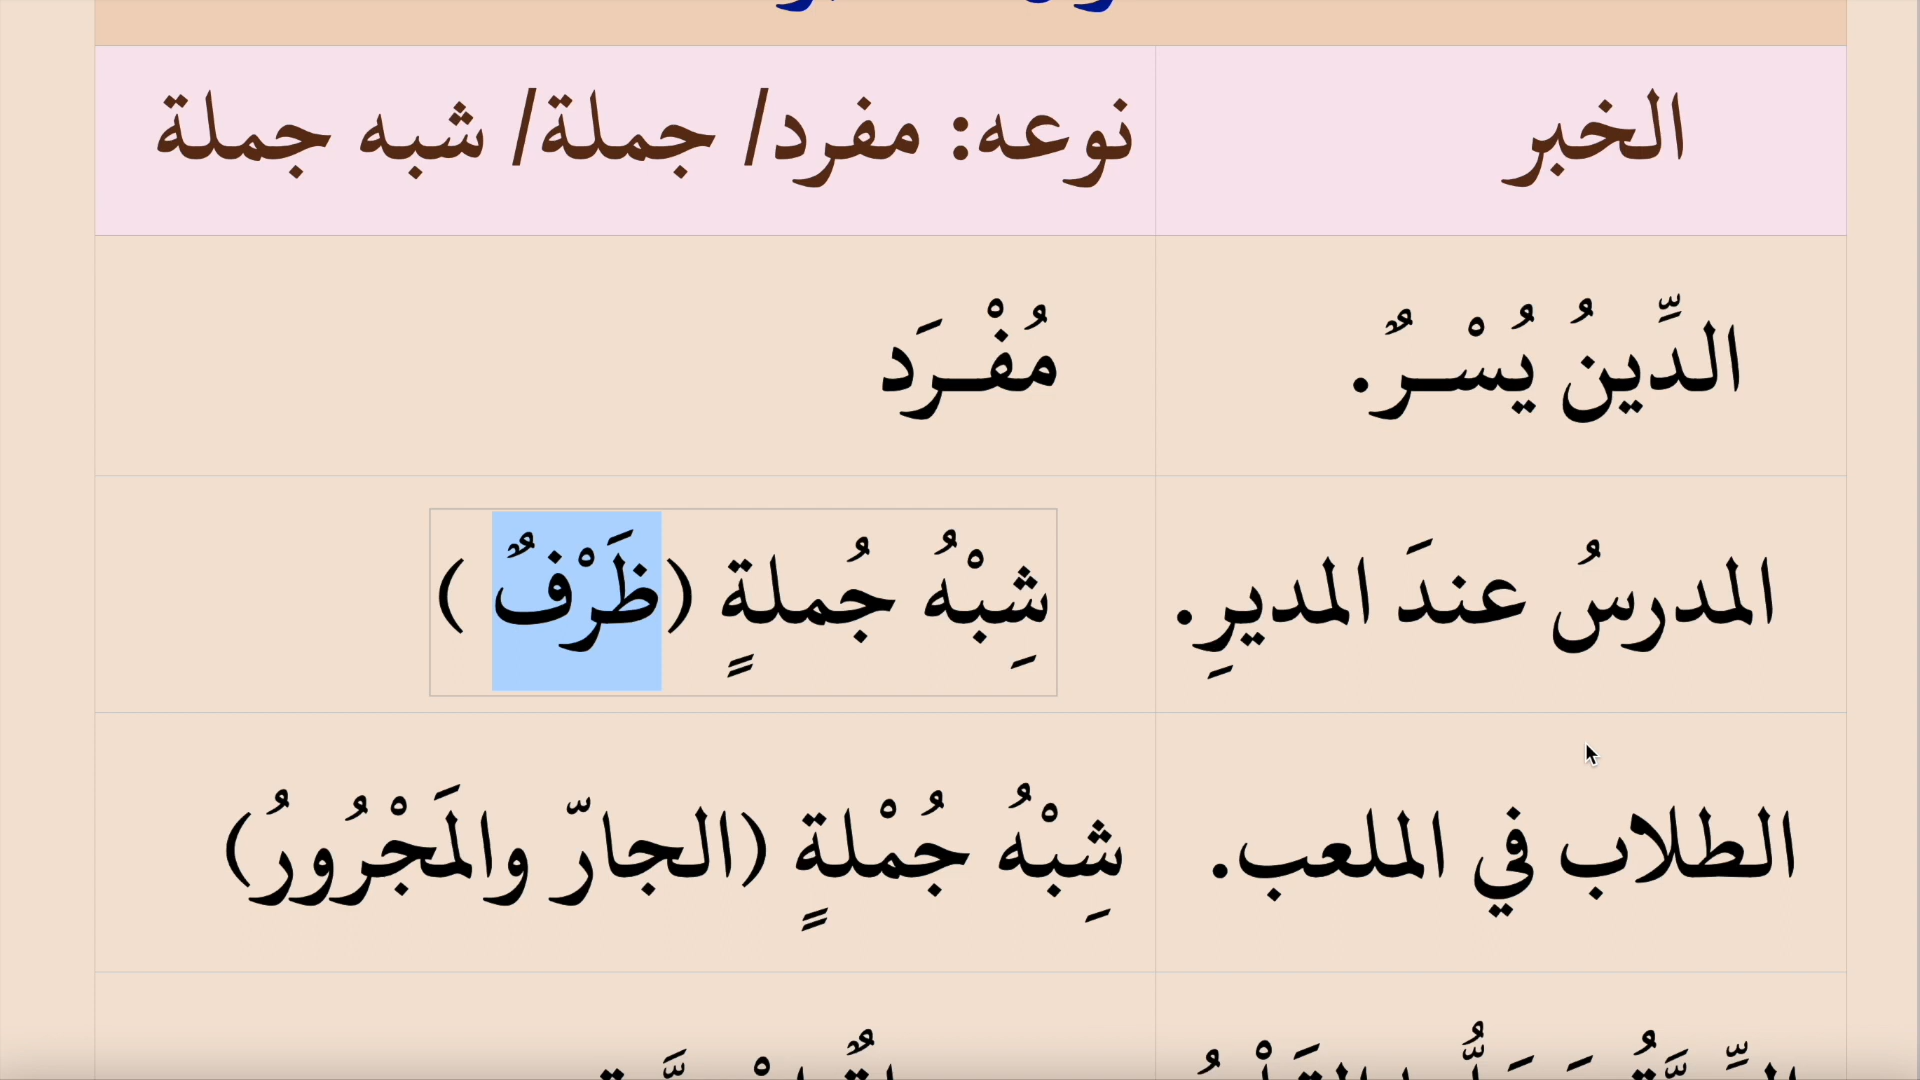 الخبر
نوعه: مفرد/ جملة/ شبه جملة
الدِّينُ يُسْـرٌ.
مُفْـرَد
المدرسُ عندَ المديرِ.
شِبْهُ جُملةٍ (ظَرْفٌ )
الطلاب في الملعب.
شِبْهُ جُمْلةٍ (الجارّ والمَجْرُورُ)